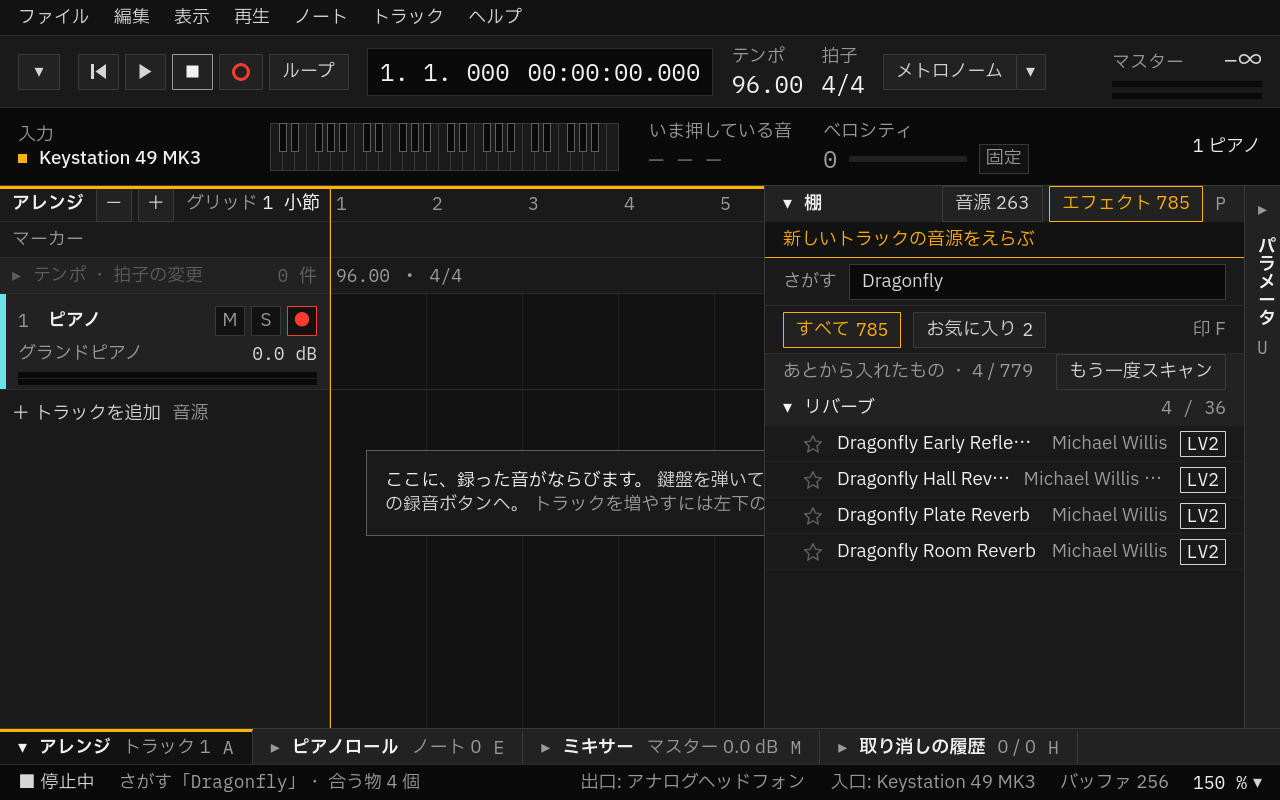 ファイル 編集 表示 再生 ノート トラック ヘルプ
▼ ループ 1. 1. 000 00:00:00.000 テンポ 96.00 拍子 4/4 メトロノーム ▼ マスター −∞
入力 いま押している音 ベロシティ
Keystation 49 MK3 — — — 0 固定 1 ピアノ
アレンジ − + グリッド 1 小節 1 2 3 4 5
マーカー
▸ テンポ · 拍子の変更 0 件 96.00 • 4/4
1 ピアノ M S
グランドピアノ 0.0 dB
+ トラックを追加 音源
ここに、録った音がならびます。 鍵盤を弾いて
の録音ボタンへ。 トラックを増やすには左下の
▼ 棚 音源 263 エフェクト 785 P
新しいトラックの音源をえらぶ
さがす Dragonfly
すべて 785 お気に入り 2 印 F
あとから入れたもの · 4 / 779 もう一度スキャン
▼ リバーブ 4 / 36
Dragonfly Early Refle··· Michael Willis LV2
Dragonfly Hall Rev··· Michael Willis ··· LV2
Dragonfly Plate Reverb Michael Willis LV2
Dragonfly Room Reverb Michael Willis LV2
▸ パラメータ U
▼ アレンジ トラック 1 A ▸ ピアノロール ノート 0 E ▸ ミキサー マスター 0.0 dB M ▸ 取り消しの履歴 0 / 0 H
■ 停止中 さがす「Dragonfly」 · 合う物 4 個 出口: アナログヘッドフォン 入口: Keystation 49 MK3 バッファ 256 150 % ▼